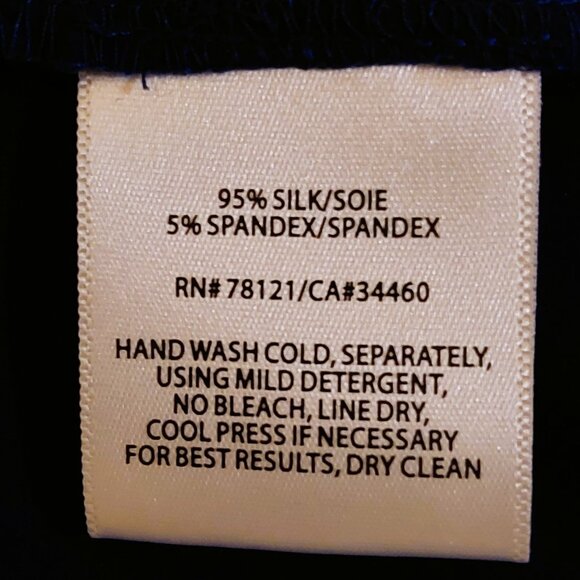 95% SILK/SOIE
5% SPANDEX/SPANDEX
RN# 78121/CA#34460
HAND WASH COLD, SEPARATELY,
USING MILD DETERGENT,
NO BLEACH, LINE DRY,
COOL PRESS IF NECESSARY
FOR BEST RESULTS, DRY CLEAN